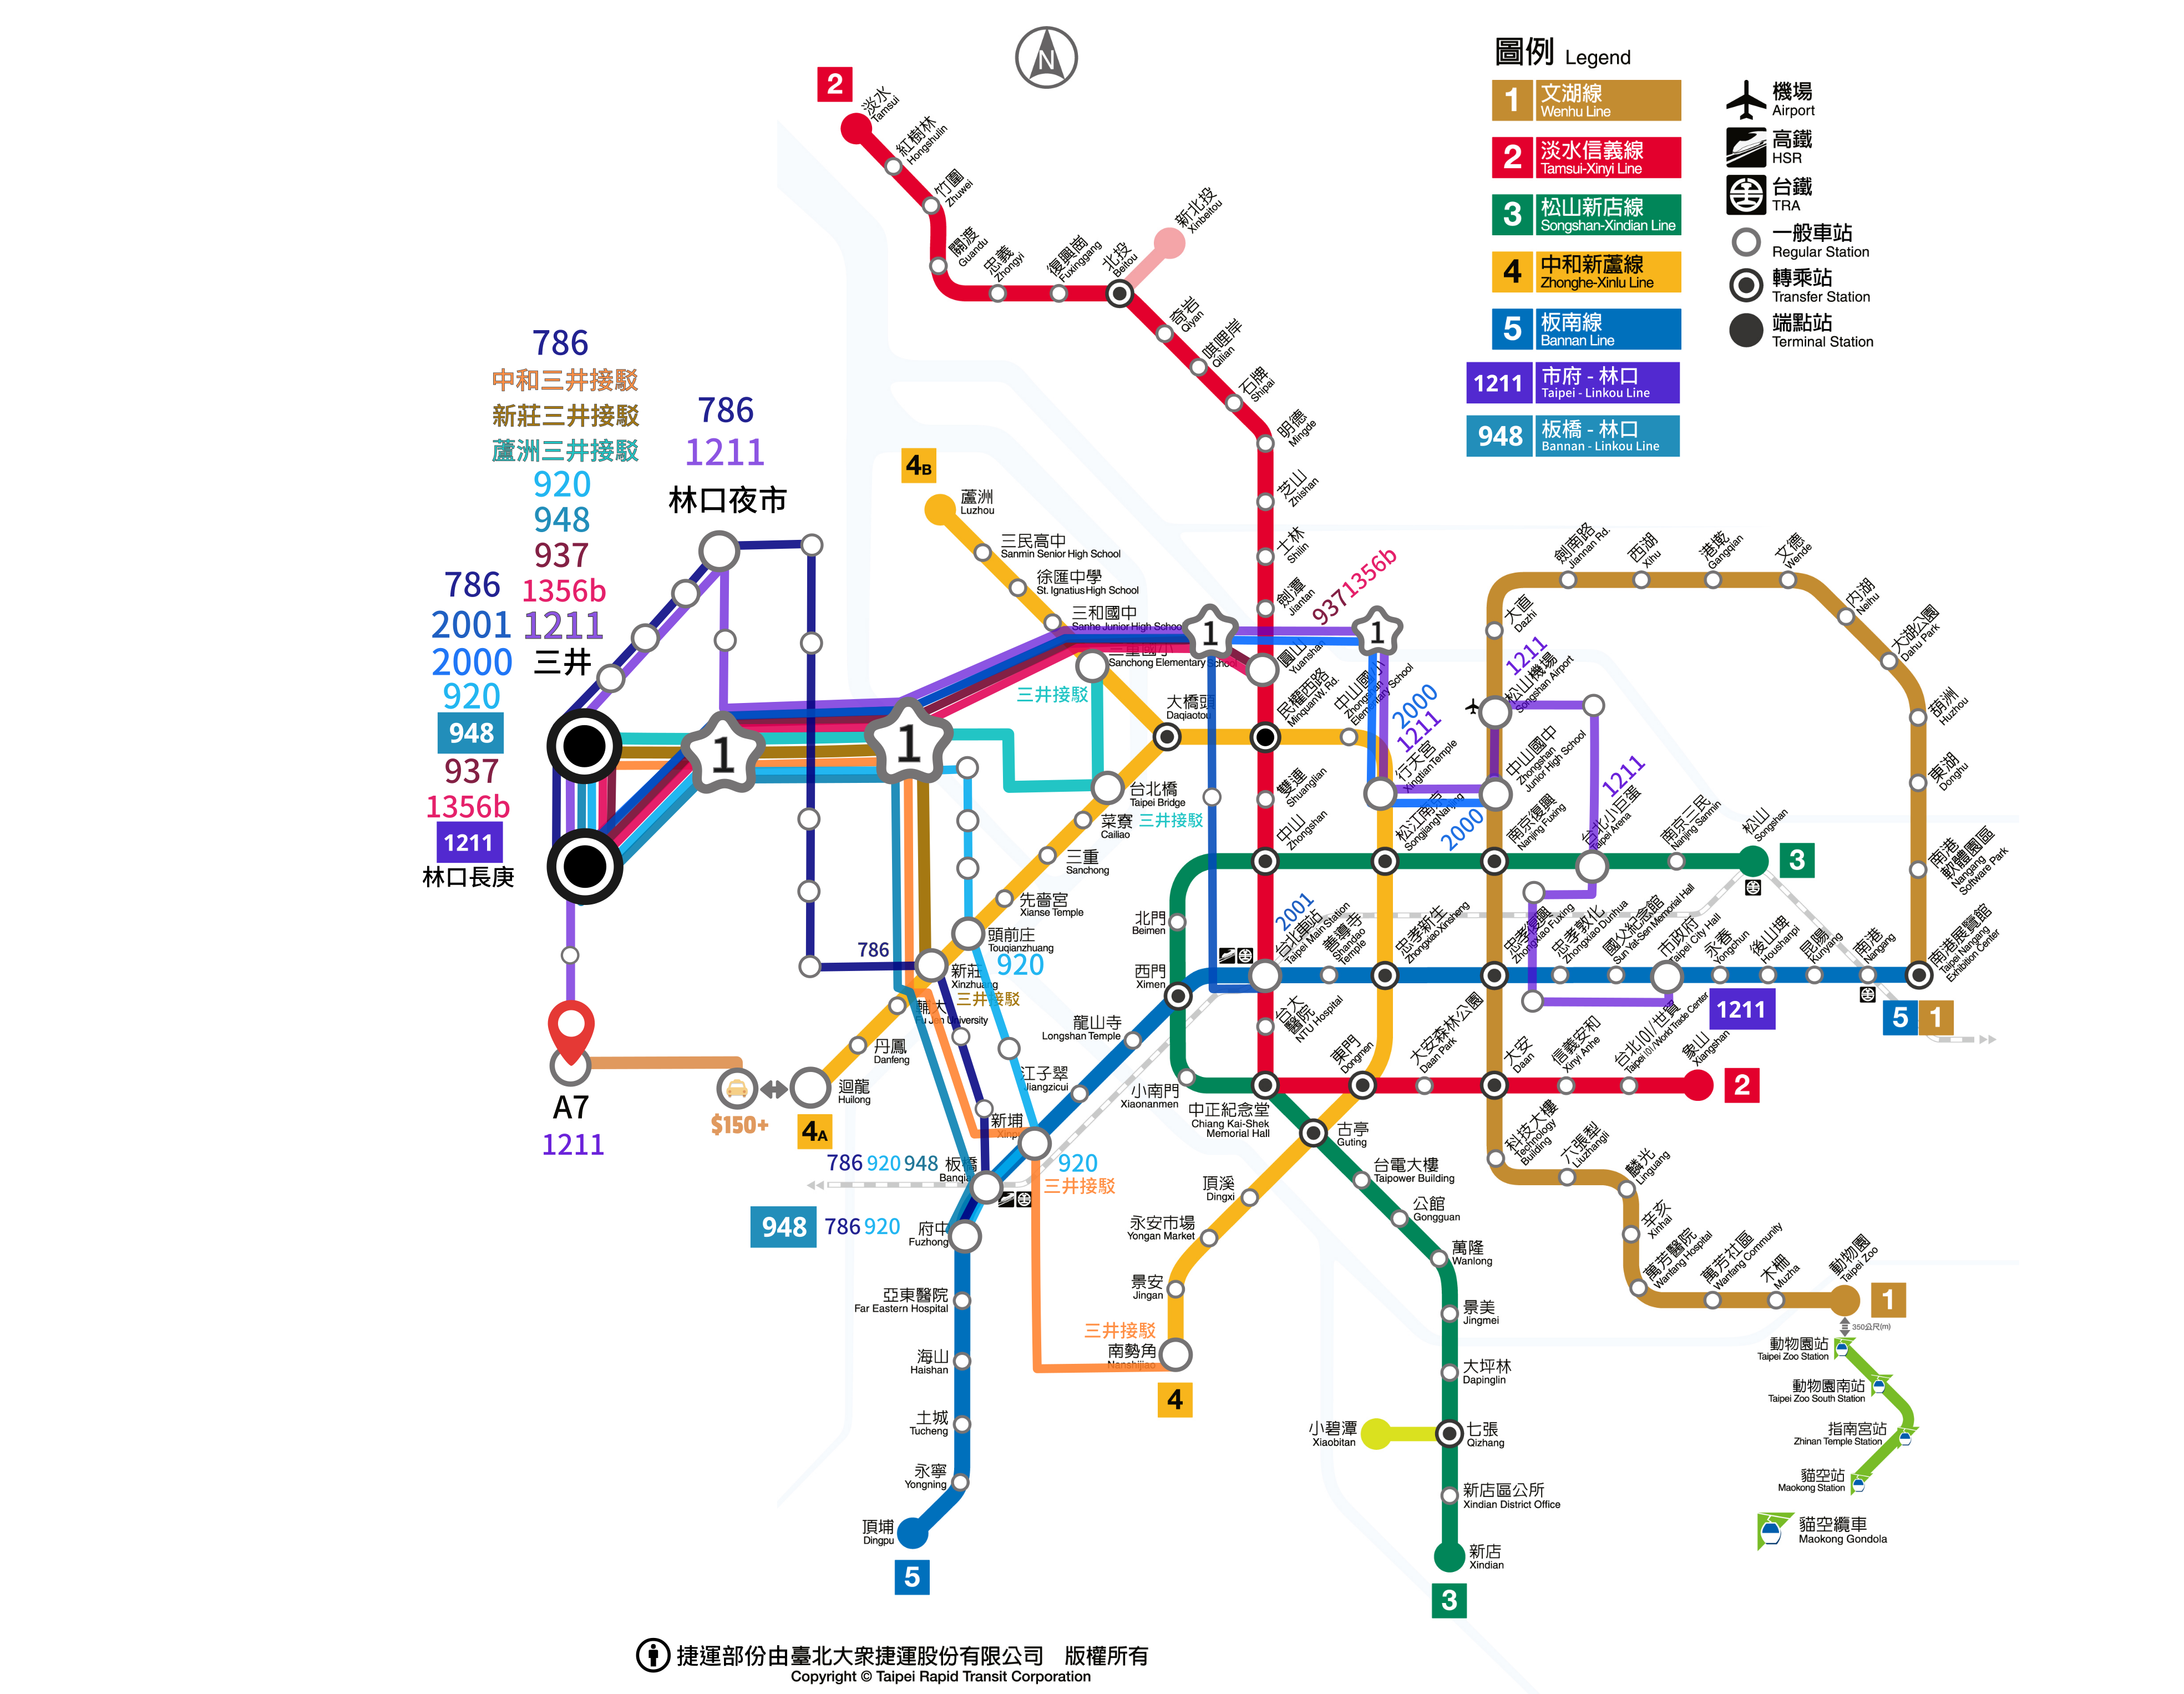 N
圖例 Legend
1 文湖線
Wenhu Line
2 淡水信義線
Tamsui-Xinyi Line
3 松山新店線
Songshan-Xindian Line
4 中和新蘆線
Zhonghe-Xinlu Line
5 板南線
Bannan Line
1211 市府 - 林口
Taipei - Linkou Line
948 板橋 - 林口
Bannan - Linkou Line
機場
Airport
高鐵
HSR
台鐵
TRA
一般車站
Regular Station
轉乘站
Transfer Station
端點站
Terminal Station
2
淡水
Tamsui
紅樹林
Hongshulin
竹圍
Zhuwei
關渡
Guandu
忠義
Zhongyi
復興崗
Fuxinggang
北投
Beitou
新北投
Xinbeitou
奇岩
Qiyan
唭哩岸
Qilian
石牌
Shipai
明德
Mingde
芝山
Zhishan
士林
Shilin
劍潭
Jiantan
937 1356b
圓山
Yuanshan
民權西路
Minquan W. Rd.
雙連
Shuanglian
中山
Zhongshan
2001
台北車站
Taipei Main Station
台大
醫院
NTU Hospital
中正紀念堂
Chiang Kai-Shek
Memorial Hall
東門
Dongmen
大安森林公園
Daan Park
大安
Daan
信義安和
Xinyi Anhe
台北101/世貿
Taipei 101/World Trade Center
象山
Xiangshan
2
786
中和三井接駁
新莊三井接駁
蘆洲三井接駁
920
948
937
1356b
1211
三井
786
1211
林口夜市
786
2001
2000
920
948
937
1356b
1211
林口長庚
1
1
1
1
A7
1211
$150+
4B
蘆洲
Luzhou
三民高中
Sanmin Senior High School
徐匯中學
St. Ignatius High School
三和國中
Sanhe Junior High School
三重國小
Sanchong Elementary School
三井接駁
大橋頭
Daqiaotou
台北橋
Taipei Bridge
菜寮 三井接駁
Cailiao
三重
Sanchong
先嗇宮
Xianse Temple
頭前庄
Touqianzhuang
920
786
新莊
Xinzhuang
三井接駁
輔大
Fu Jen University
丹鳳
Danfeng
迴龍
Huilong
4A
中山國小
Zhongshan
Elementary School
2000
1211
行天宮
Xingtian Temple
松江南京
Songjiang Nanjing
2000
忠孝新生
Zhongxiao Xinsheng
古亭
Guting
頂溪
Dingxi
永安市場
Yongan Market
景安
Jingan
三井接駁
南勢角
Nanshijiao
4
劍南路
Jiannan Rd.
西湖
Xihu
港墘
Gangqian
文德
Wende
內湖
Neihu
大湖公園
Dahu Park
葫洲
Huzhou
東湖
Donghu
南港
軟體園區
Nangang
Software Park
南港展覽館
Taipei Nangang
Exhibition Center
5 1
大直
Dazhi
1211
松山機場
Songshan Airport
中山國中
Zhongshan
Junior High School
1211
南京復興
Nanjing Fuxing
台北小巨蛋
Taipei Arena
南京三民
Nanjing Sanmin
松山
Songshan
3
北門
Beimen
西門
Ximen
小南門
Xiaonanmen
善導寺
Shandao
Temple
忠孝復興
Zhongxiao Fuxing
忠孝敦化
Zhongxiao Dunhua
國父紀念館
Sun Yat-Sen Memorial Hall
市政府
Taipei City Hall
1211
永春
Yongchun
後山埤
Houshanpi
昆陽
Kunyang
南港
Nangang
龍山寺
Longshan Temple
江子翠
Jiangzicui
新埔
920
三井接駁
786 920 948 板橋
948 786 920 府中
Fuzhong
亞東醫院
Far Eastern Hospital
海山
Haishan
土城
Tucheng
永寧
Yongning
頂埔
Dingpu
5
台電大樓
Taipower Building
公館
Gongguan
萬隆
Wanlong
景美
Jingmei
大坪林
Dapinglin
小碧潭
Xiaobitan
七張
Qizhang
新店區公所
Xindian District Office
新店
Xindian
3
科技大樓
Technology
Building
六張犁
Liuzhangli
麟光
Linguang
辛亥
Xinhai
萬芳醫院
Wanfang Hospital
萬芳社區
Wanfang Community
木柵
Muzha
動物園
Taipei Zoo
1
350公尺(m)
動物園站
Taipei Zoo Station
動物園南站
Taipei Zoo South Station
指南宮站
Zhinan Temple Station
貓空站
Maokong Station
貓空纜車
Maokong Gondola
捷運部份由臺北大眾捷運股份有限公司 版權所有
Copyright © Taipei Rapid Transit Corporation